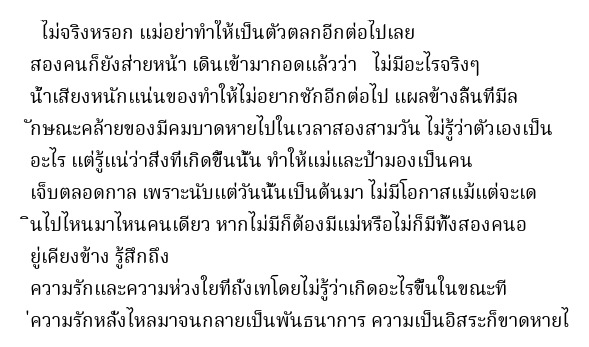 ไม่จริงหรอก แม่อย่าทำให้เป็นตัวตลกอีกต่อไปเลย
สองคนก็ยังส่ายหน้า เดินเข้ามากอดแล้วว่า   ไม่มีอะไรจริงๆ
น้ำเสียงหนักแน่นของทำให้ไม่อยากซักอีกต่อไป แผลข้างลิ้นที่มีล
ักษณะคล้ายของมีคมบาดหายไปในเวลาสองสามวัน ไม่รู้ว่าตัวเองเป็น
อะไร แต่รู้แน่ว่าสิ่งที่เกิดขึ้นนั้น ทำให้แม่และป้ามองเป็นคน
เจ็บตลอดกาล เพราะนับแต่วันนั้นเป็นต้นมา ไม่มีโอกาสแม้แต่จะเด
ินไปไหนมาไหนคนเดียว หากไม่มีก็ต้องมีแม่หรือไม่ก็มีทั้งสองคนอ
ยู่เคียงข้าง รู้สึกถึง
ความรักและความห่วงใยที่ถั่งเทโดยไม่รู้ว่าเกิดอะไรขึ้นในขณะที
่ความรักหลั่งไหลมาจนกลายเป็นพันธนาการ ความเป็นอิสระก็ขาดหายไ